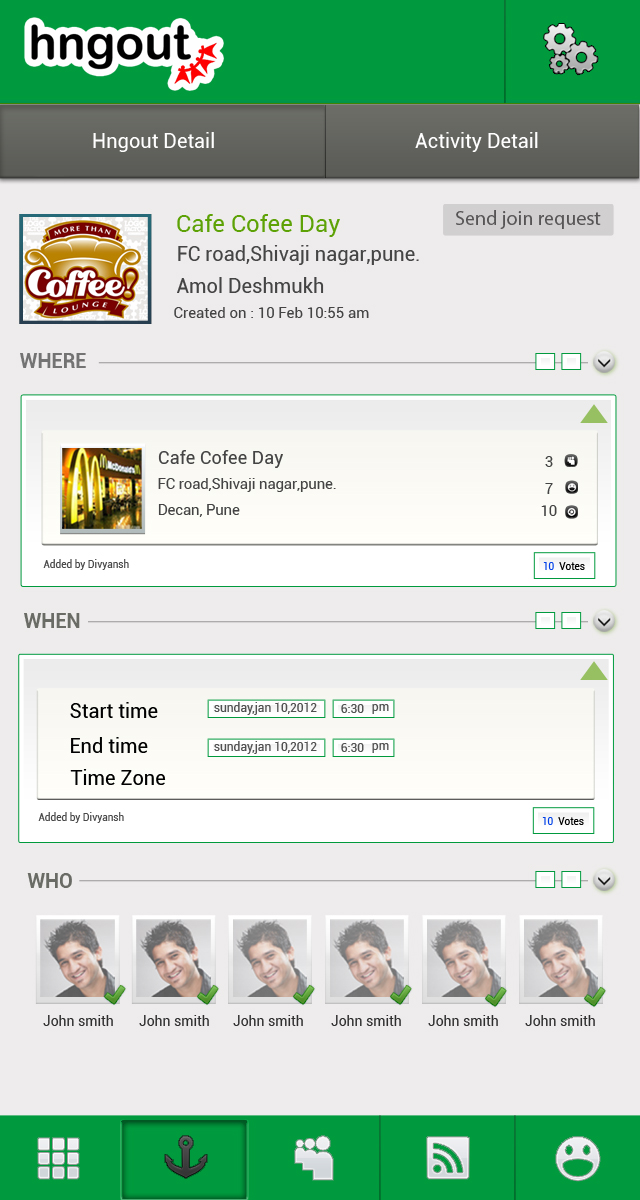 hngout
Hngout Detail
Activity Detail
MORE THAN
Coffee!
LOUNGE
Cafe Cofee Day
Send join request
FC road,Shivaji nagar,pune.
Amol Deshmukh
Created on : 10 Feb 10:55 am
WHERE
McDonald's
Cafe Cofee Day
3
FC road,Shivaji nagar,pune.
7
Decan, Pune
10
Added by Divyansh
10 Votes
WHEN
Start time
sunday,jan 10,2012
6:30 pm
End time
sunday,jan 10,2012
6:30 pm
Time Zone
Added by Divyansh
10 Votes
WHO
John smith
John smith
John smith
John smith
John smith
John smith